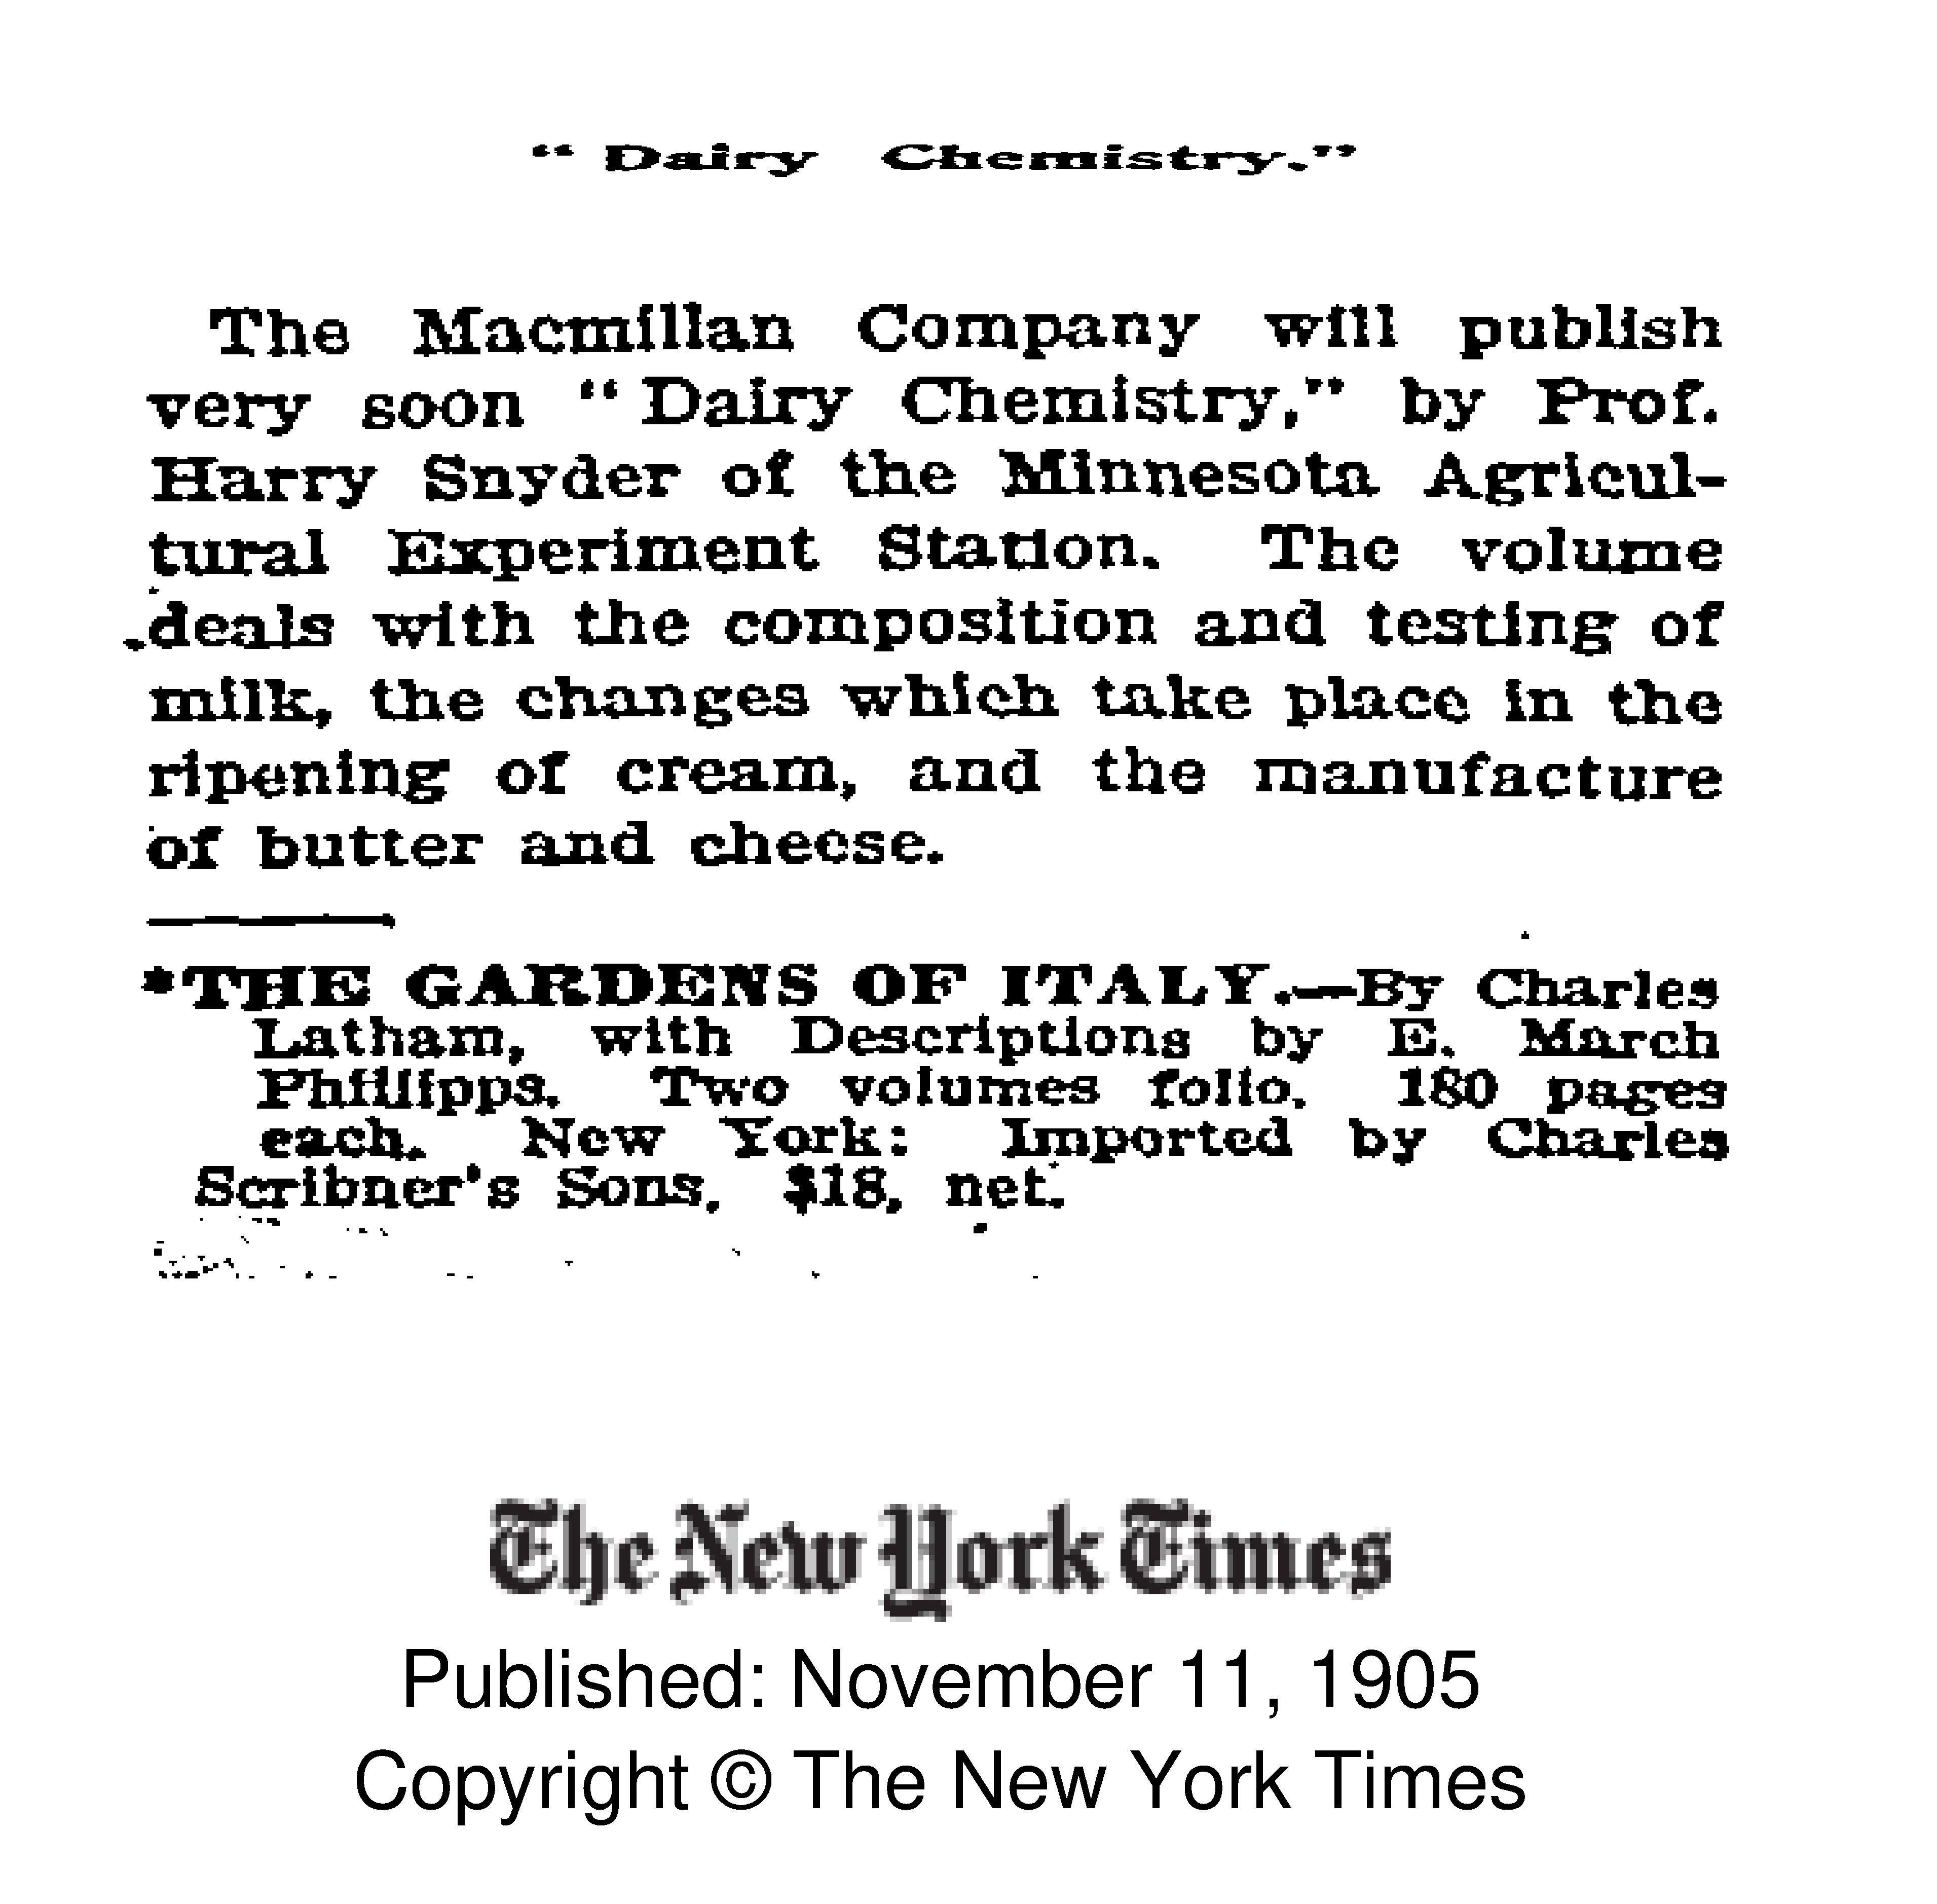 “ Dairy Chemistry.”
The Macmillan Company will publish
very soon “ Dairy Chemistry,” by Prof.
Harry Snyder of the Minnesota Agricul-
tural Experiment Station. The volume
deals with the composition and testing of
milk, the changes which take place in the
ripening of cream, and the manufacture
of butter and cheese.
*THE GARDENS OF ITALY.—By Charles
Latham, with Descriptions by E. March
Phillipps. Two volumes folio. 180 pages
each. New York: Imported by Charles
Scribner's Sons. $18, net.
The New York Times
Published: November 11, 1905
Copyright © The New York Times